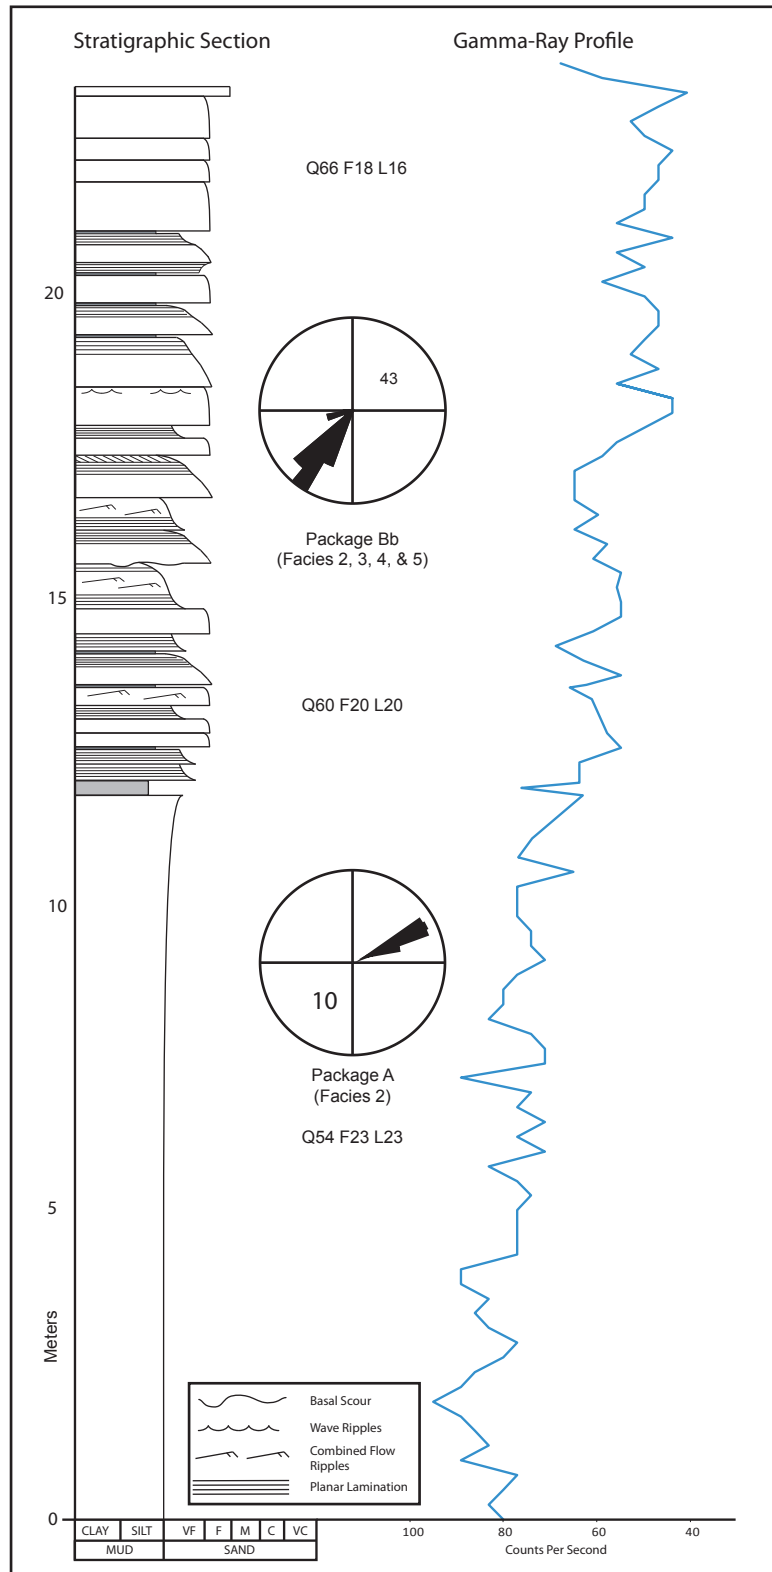 Stratigraphic Section
Gamma-Ray Profile
Q66 F18 L16
20
43
Package Bb
(Facies 2, 3, 4, & 5)
15
Q60 F20 L20
10
10
Package A
(Facies 2)
Q54 F23 L23
5
Meters
Basal Scour
Wave Ripples
Combined Flow
Ripples
Planar Lamination
0
CLAY SILT VF F M C VC
MUD SAND
100 80 60 40
Counts Per Second